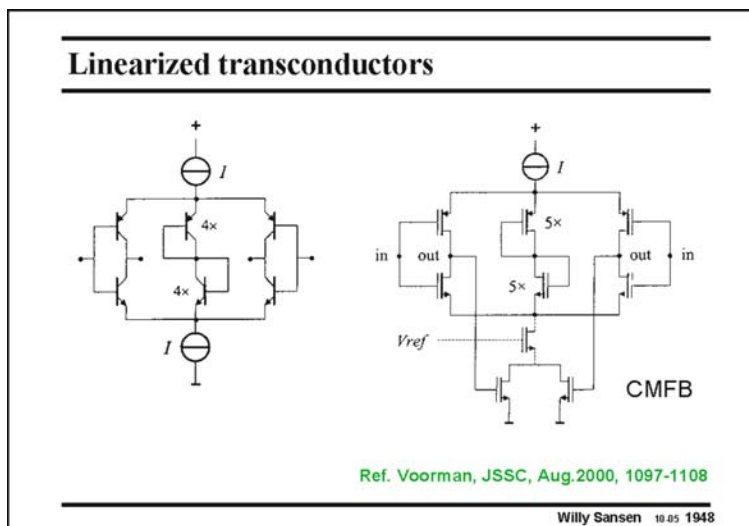 Linearized transconductors
+
I
4×
4×
I
+
I
5×
in
out
out
in
5×
Vref
CMFB
Ref. Voorman, JSSC, Aug.2000, 1097-1108
Willy Sansen 10-05 1948